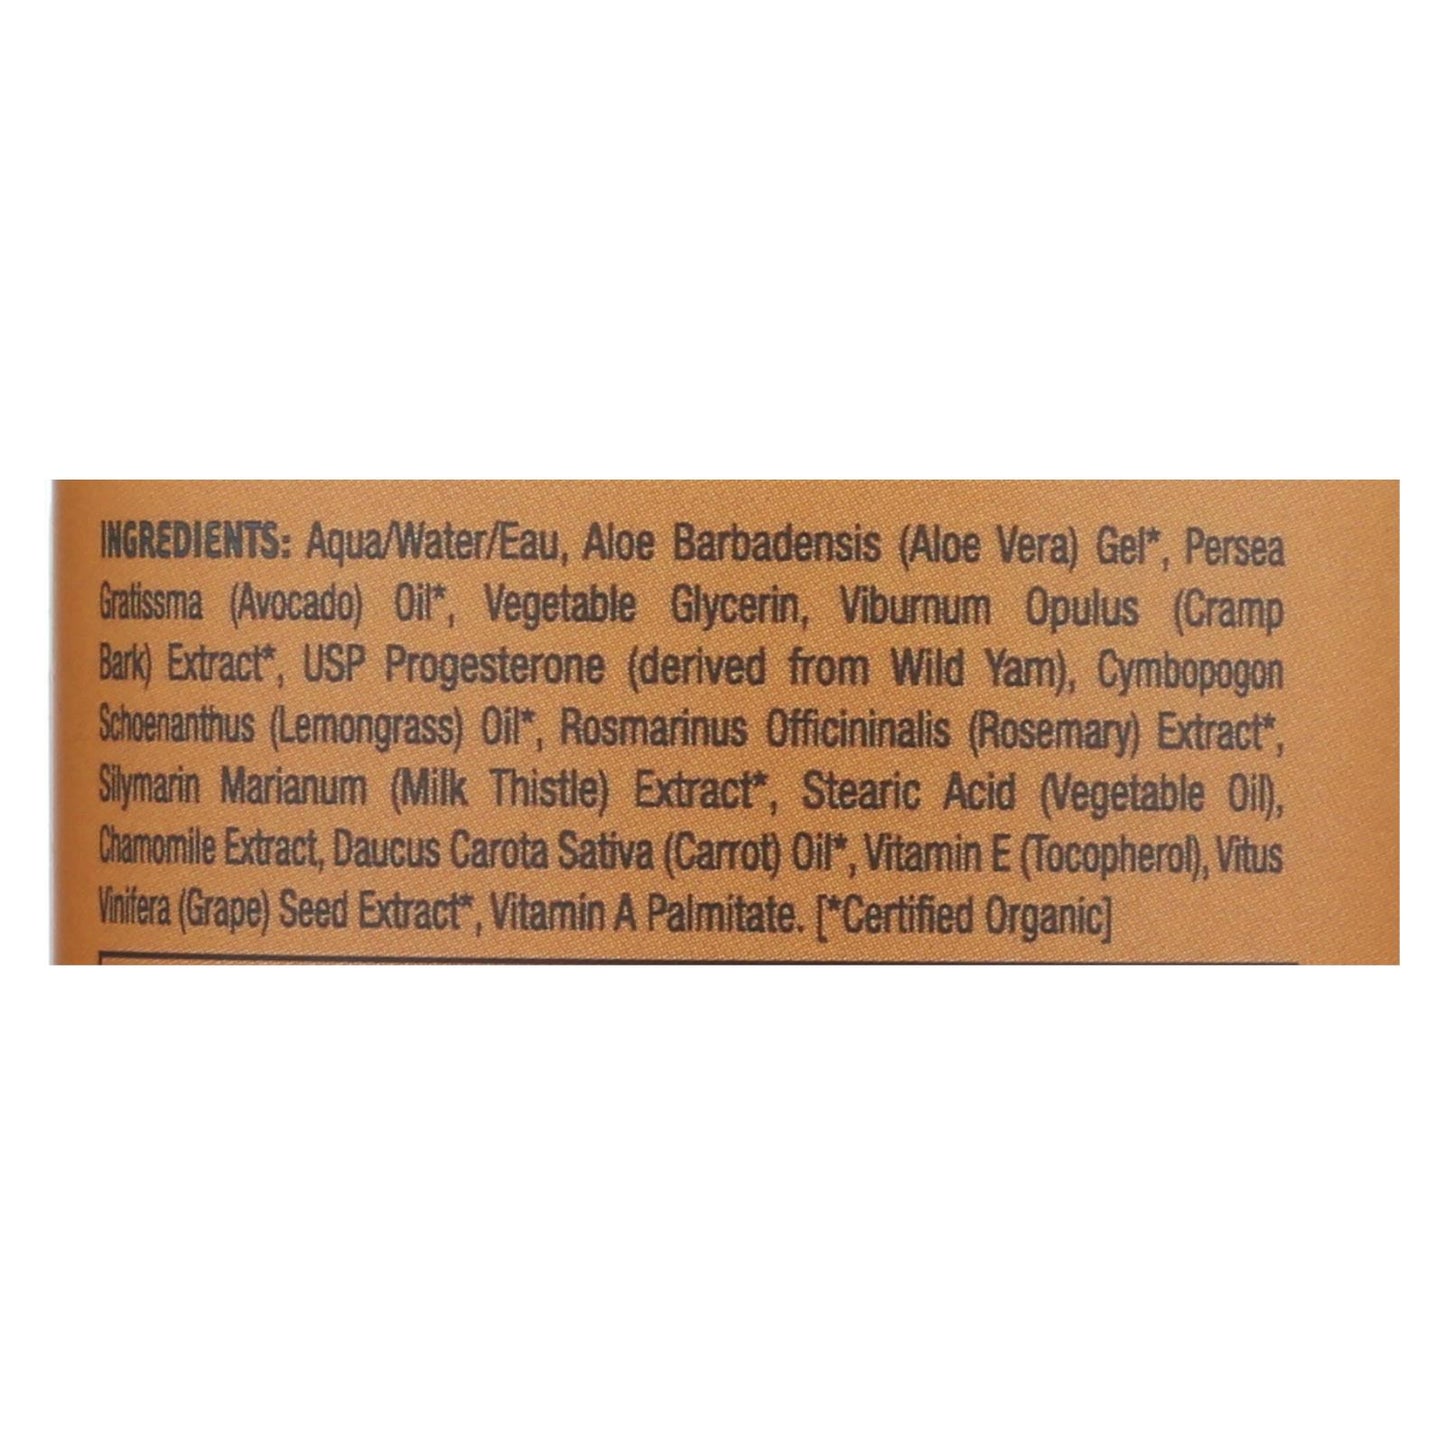 INGREDIENTS: Aqua/Water/Eau, Aloe Barbadensis (Aloe Vera) Gel*, Persea
Gratissma (Avocado) Oil*, Vegetable Glycerin, Viburnum Opulus (Cramp
Bark) Extract*, USP Progesterone (derived from Wild Yam), Cymbopogon
Schoenanthus (Lemongrass) Oil*, Rosmarinus Officininalis (Rosemary) Extract*,
Silymarin Marianum (Milk Thistle) Extract*, Stearic Acid (Vegetable Oil),
Chamomile Extract, Daucus Carota Sativa (Carrot) Oil*, Vitamin E (Tocopherol), Vitus
Vinifera (Grape) Seed Extract*, Vitamin A Palmitate. [*Certified Organic]